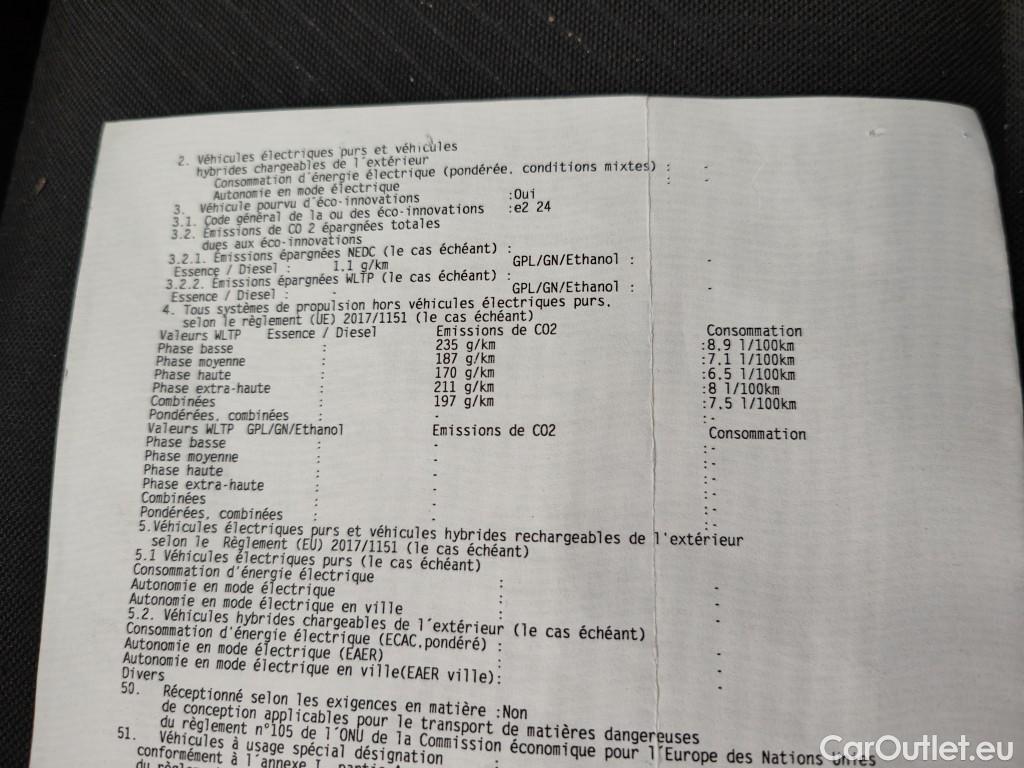 2. Véhicules électriques purs et véhicules
hybrides chargeables de l'extérieur
Consommation d'énergie électrique (pondérée, conditions mixtes) : -
Autonomie en mode électrique : -
3. Véhicule pourvu d'éco-innovations :Oui
3.1. Code général de la ou des éco-innovations :e2 24
3.2. Emissions de CO 2 épargnées totales
dues aux éco-innovations
3.2.1. Emissions épargnées NEDC (le cas échéant) :
Essence / Diesel : 1.1 g/km GPL/GN/Ethanol : -
3.2.2. Emissions épargnées WLTP (le cas échéant) :
Essence / Diesel : - GPL/GN/Ethanol : -
4. Tous systèmes de propulsion hors véhicules électriques purs,
selon le règlement (UE) 2017/1151 (le cas échéant)
Valeurs WLTP Essence / Diesel Emissions de CO2 Consommation
Phase basse : 235 g/km :8,9 l/100km
Phase moyenne : 187 g/km :7,1 l/100km
Phase haute : 170 g/km :6,5 l/100km
Phase extra-haute : 211 g/km :8 l/100km
Combinées : 197 g/km :7,5 l/100km
Pondérées, combinées : - :-
Valeurs WLTP GPL/GN/Ethanol Emissions de CO2 Consommation
Phase basse : - :-
Phase moyenne : - :-
Phase haute : - :-
Phase extra-haute : - :-
Combinées : - :-
Pondérées, combinées : - :-
5.Véhicules électriques purs et véhicules hybrides rechargeables de l'extérieur
selon le Règlement (EU) 2017/1151 (le cas échéant)
5.1 Véhicules électriques purs (le cas échéant)
Consommation d'énergie électrique : -
Autonomie en mode électrique : -
Autonomie en mode électrique en ville : -
5.2. Véhicules hybrides chargeables de l'extérieur (le cas échéant)
Consommation d'énergie électrique (ECAC,pondéré) : -
Autonomie en mode électrique (EAER) : -
Autonomie en mode électrique en ville(EAER ville): -
Divers
50. Réceptionné selon les exigences en matière :Non
de conception applicables pour le transport de matières dangereuses
du règlement n°105 de l'ONU de la Commission économique pour l'Europe des Nations Unies
51. Véhicules à usage spécial désignation :
conformément à l'annexe I, partie
CarOutlet.eu